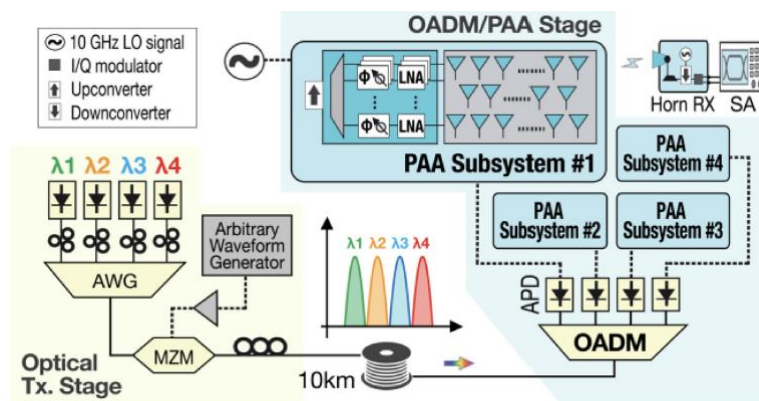 OADM/PAA Stage
10 GHz LO signal
I/Q modulator
Upconverter
Downconverter
Φ
LNA
Φ
LNA
PAA Subsystem #1
Horn RX
SA
PAA
Subsystem #4
PAA
Subsystem #2
PAA
Subsystem #3
λ1 λ2 λ3 λ4
Arbitrary
Waveform
Generator
λ1 λ2 λ3 λ4
AWG
APD
MZM
OADM
Optical
Tx. Stage
10km